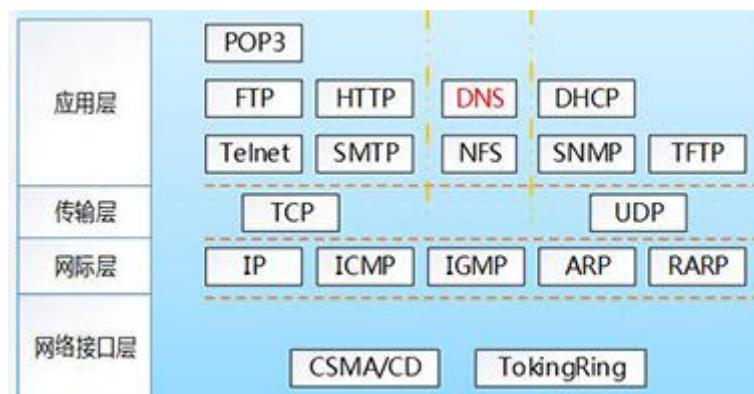 应用层
POP3
FTP HTTP DNS DHCP
Telnet SMTP NFS SNMP TFTP
传输层 TCP UDP
网际层 IP ICMP IGMP ARP RARP
网络接口层
CSMA/CD TokingRing